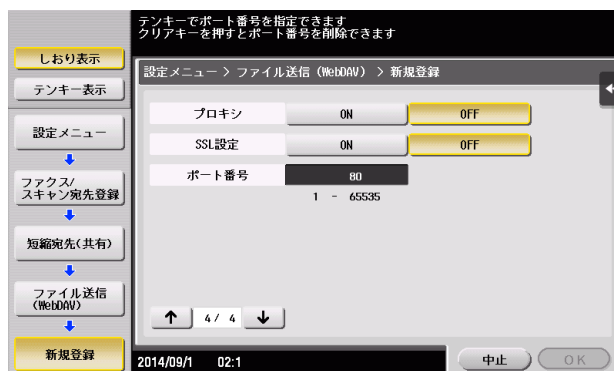 テンキーでポート番号を指定できます
クリアキーを押すとポート番号を削除できます
しおり表示
テンキー表示
設定メニュー
ファクス/
スキャン宛先登録
短縮宛先(共有)
ファイル送信
(WebDAV)
新規登録
設定メニュー > ファイル送信 (WebDAV) > 新規登録
プロキシ ON OFF
SSL設定 ON OFF
ポート番号 80
1 - 65535
↑ 4/ 4 ↓
2014/09/1 02:1
中止 OK